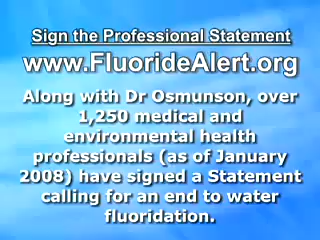 Sign the Professional Statement
www.FluorideAlert.org
Along with Dr Osmunson, over
1,250 medical and
environmental health
professionals (as of January
2008) have signed a Statement
calling for an end to water
fluoridation.